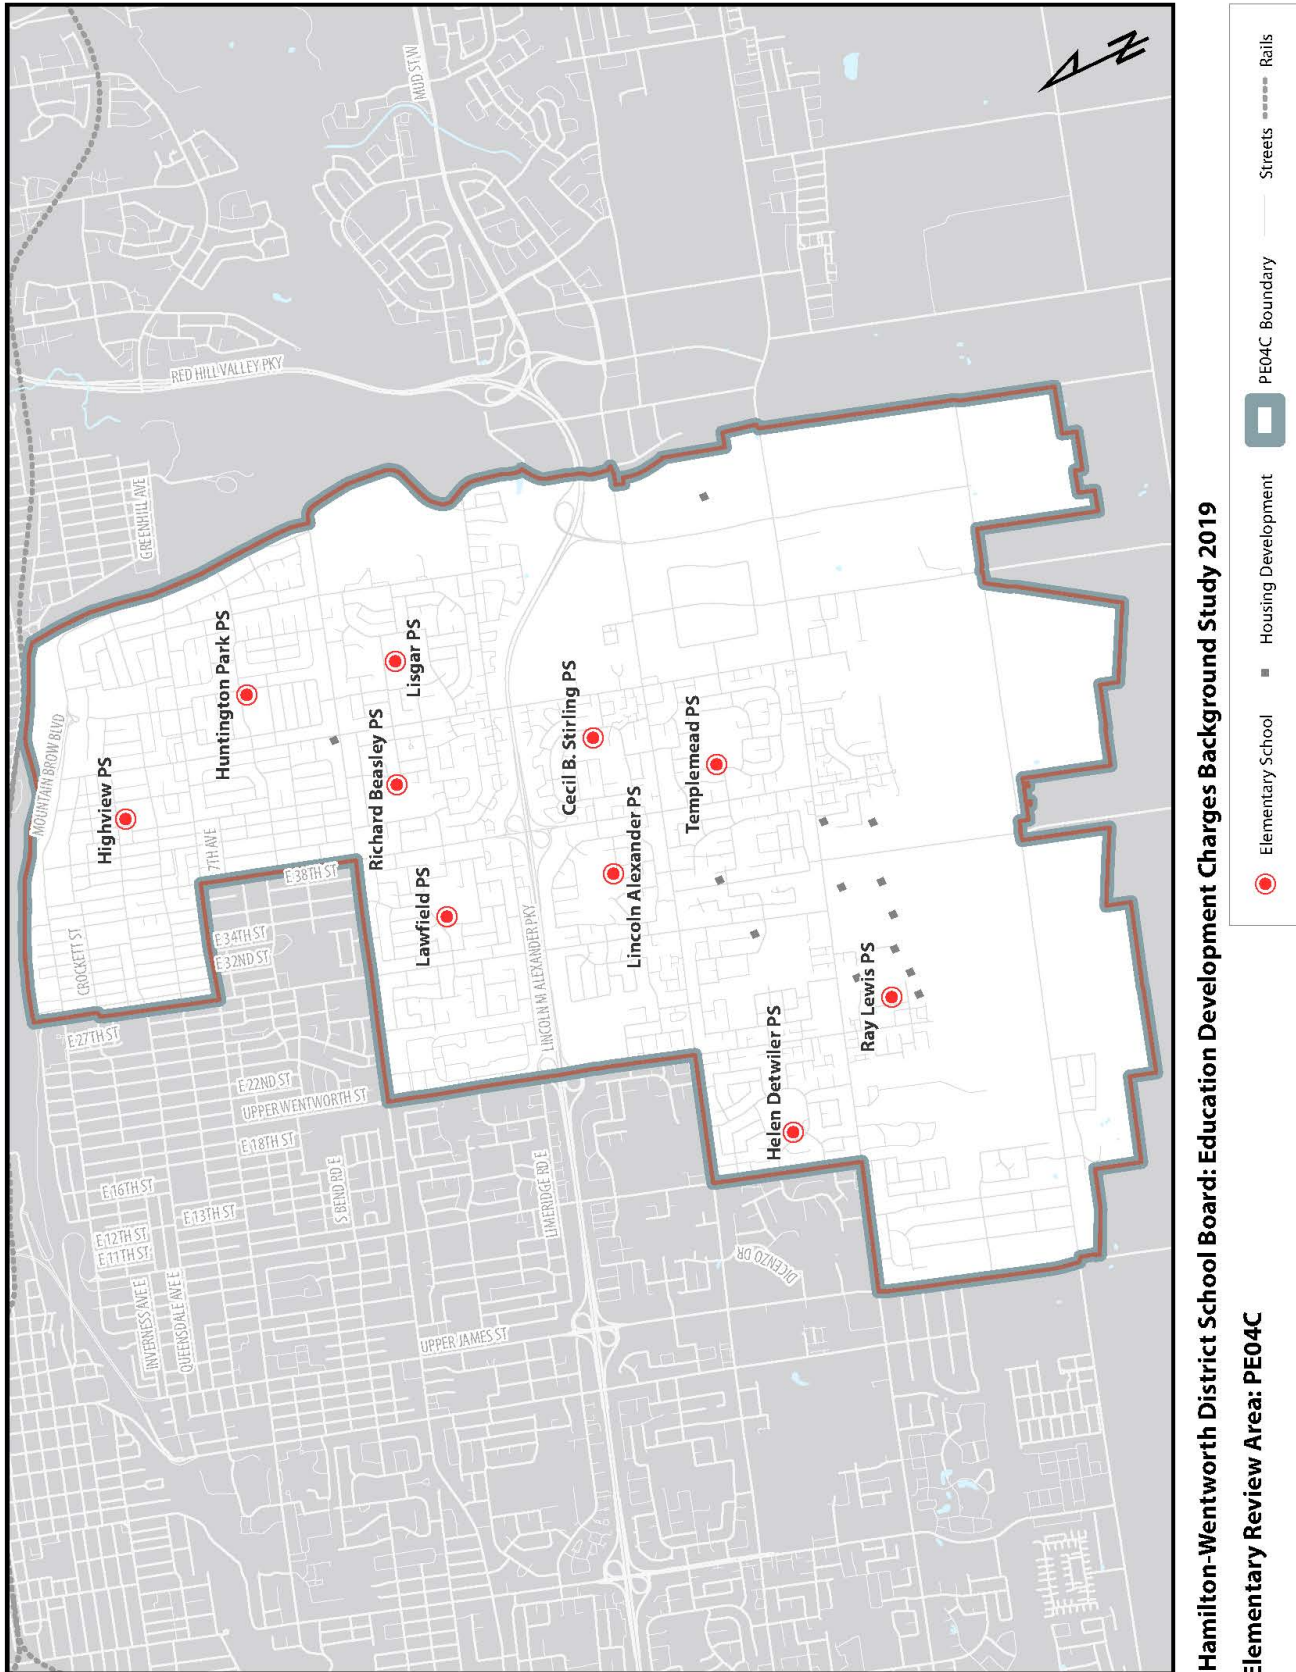 MUD ST W
N
RED HILL VALLEY PKY
GREENHILL AVE
MOUNTAIN BROW BLVD
Highview PS
Huntington Park PS
Lisgar PS
Richard Beasley PS
7TH AVE
E 38TH ST
CROCKETT ST
E 34TH ST
E 32ND ST
Lawfield PS
Cecil B. Stirling PS
Lincoln Alexander PS
Templemead PS
LINCOLN M ALEXANDER PKY
E 27TH ST
E 22ND ST
UPPER WENTWORTH ST
E 18TH ST
Ray Lewis PS
Helen Detwiler PS
E 16TH ST
E 13TH ST
S BEND RD E
LIMERIDGE RD E
E 12TH ST
E 11TH ST
DICENZO DR
INVERNESS AVE E
QUEENSDALE AVE E
UPPER JAMES ST
Hamilton-Wentworth District School Board: Education Development Charges Background Study 2019
Elementary Review Area: PE04C
Elementary School
Housing Development
PE04C Boundary
Streets
Rails